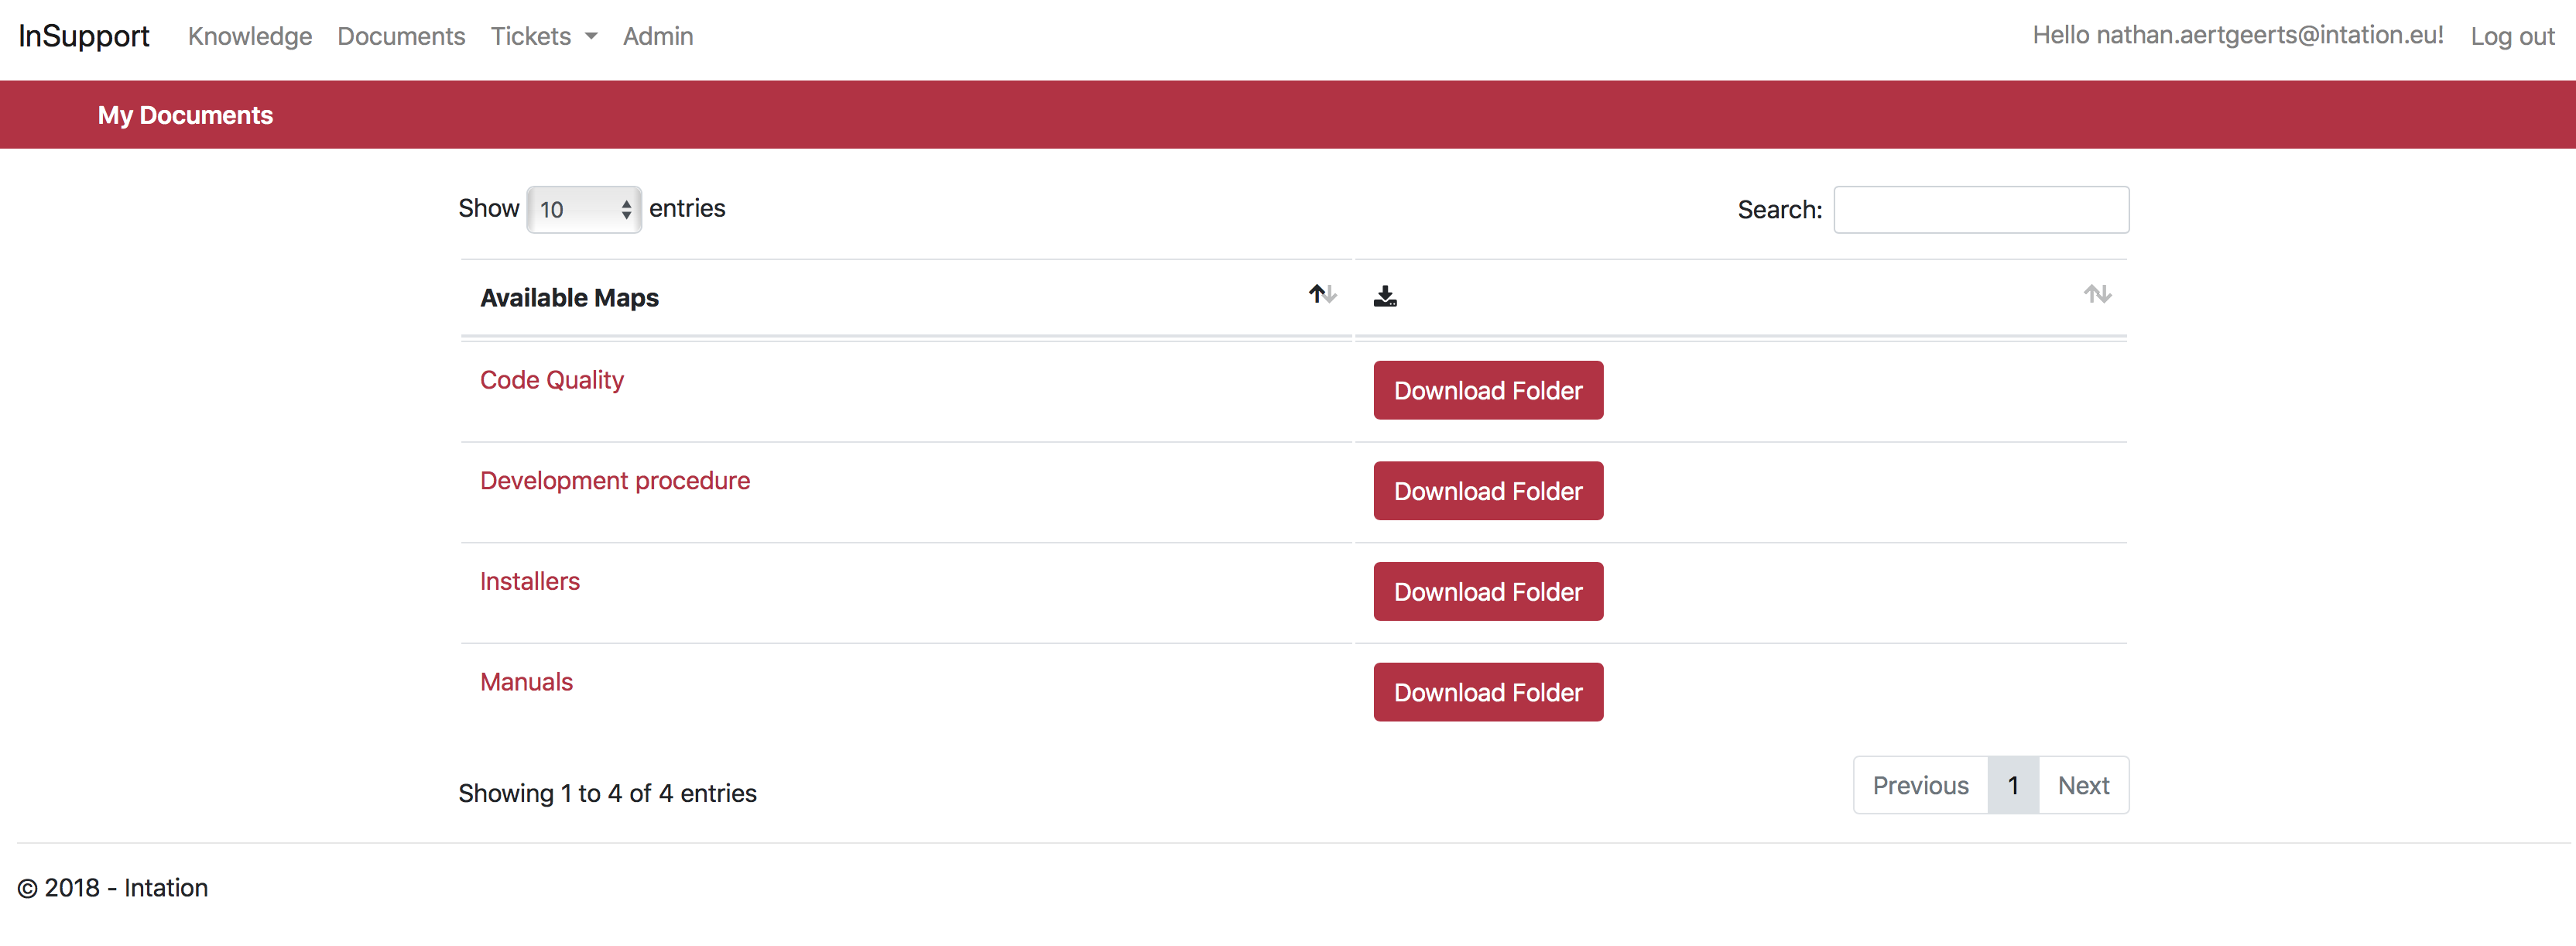 InSupport Knowledge Documents Tickets Admin Hello nathan.aertgeerts@intation.eu! Log out
My Documents
Show 10 entries Search:
Available Maps
Code Quality Download Folder
Development procedure Download Folder
Installers Download Folder
Manuals Download Folder
Showing 1 to 4 of 4 entries Previous 1 Next
© 2018 - Intation